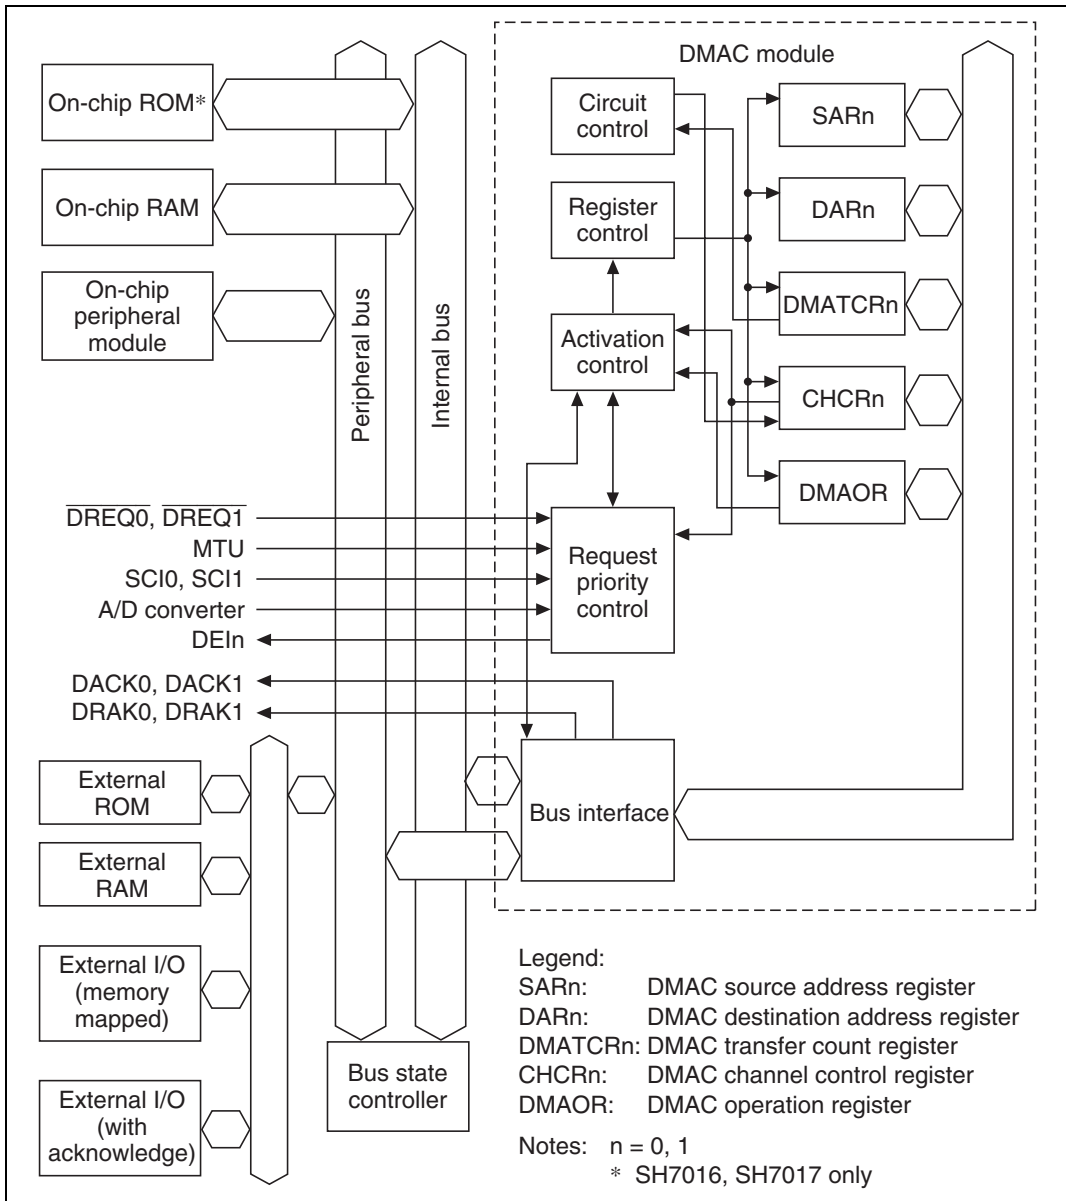 DMAC module
On-chip ROM*
On-chip RAM
On-chip
peripheral
module
Peripheral bus
Internal bus
Circuit
control
Register
control
Activation
control
Request
priority
control
SARn
DARn
DMATCRn
CHCRn
DMAOR
DREQ0, DREQ1
MTU
SCI0, SCI1
A/D converter
DEIn
DACK0, DACK1
DRAK0, DRAK1
External
ROM
External
RAM
External I/O
(memory
mapped)
External I/O
(with
acknowledge)
Bus interface
Bus state
controller
Legend:
SARn: DMAC source address register
DARn: DMAC destination address register
DMATCRn: DMAC transfer count register
CHCRn: DMAC channel control register
DMAOR: DMAC operation register
Notes: n = 0, 1
* SH7016, SH7017 only